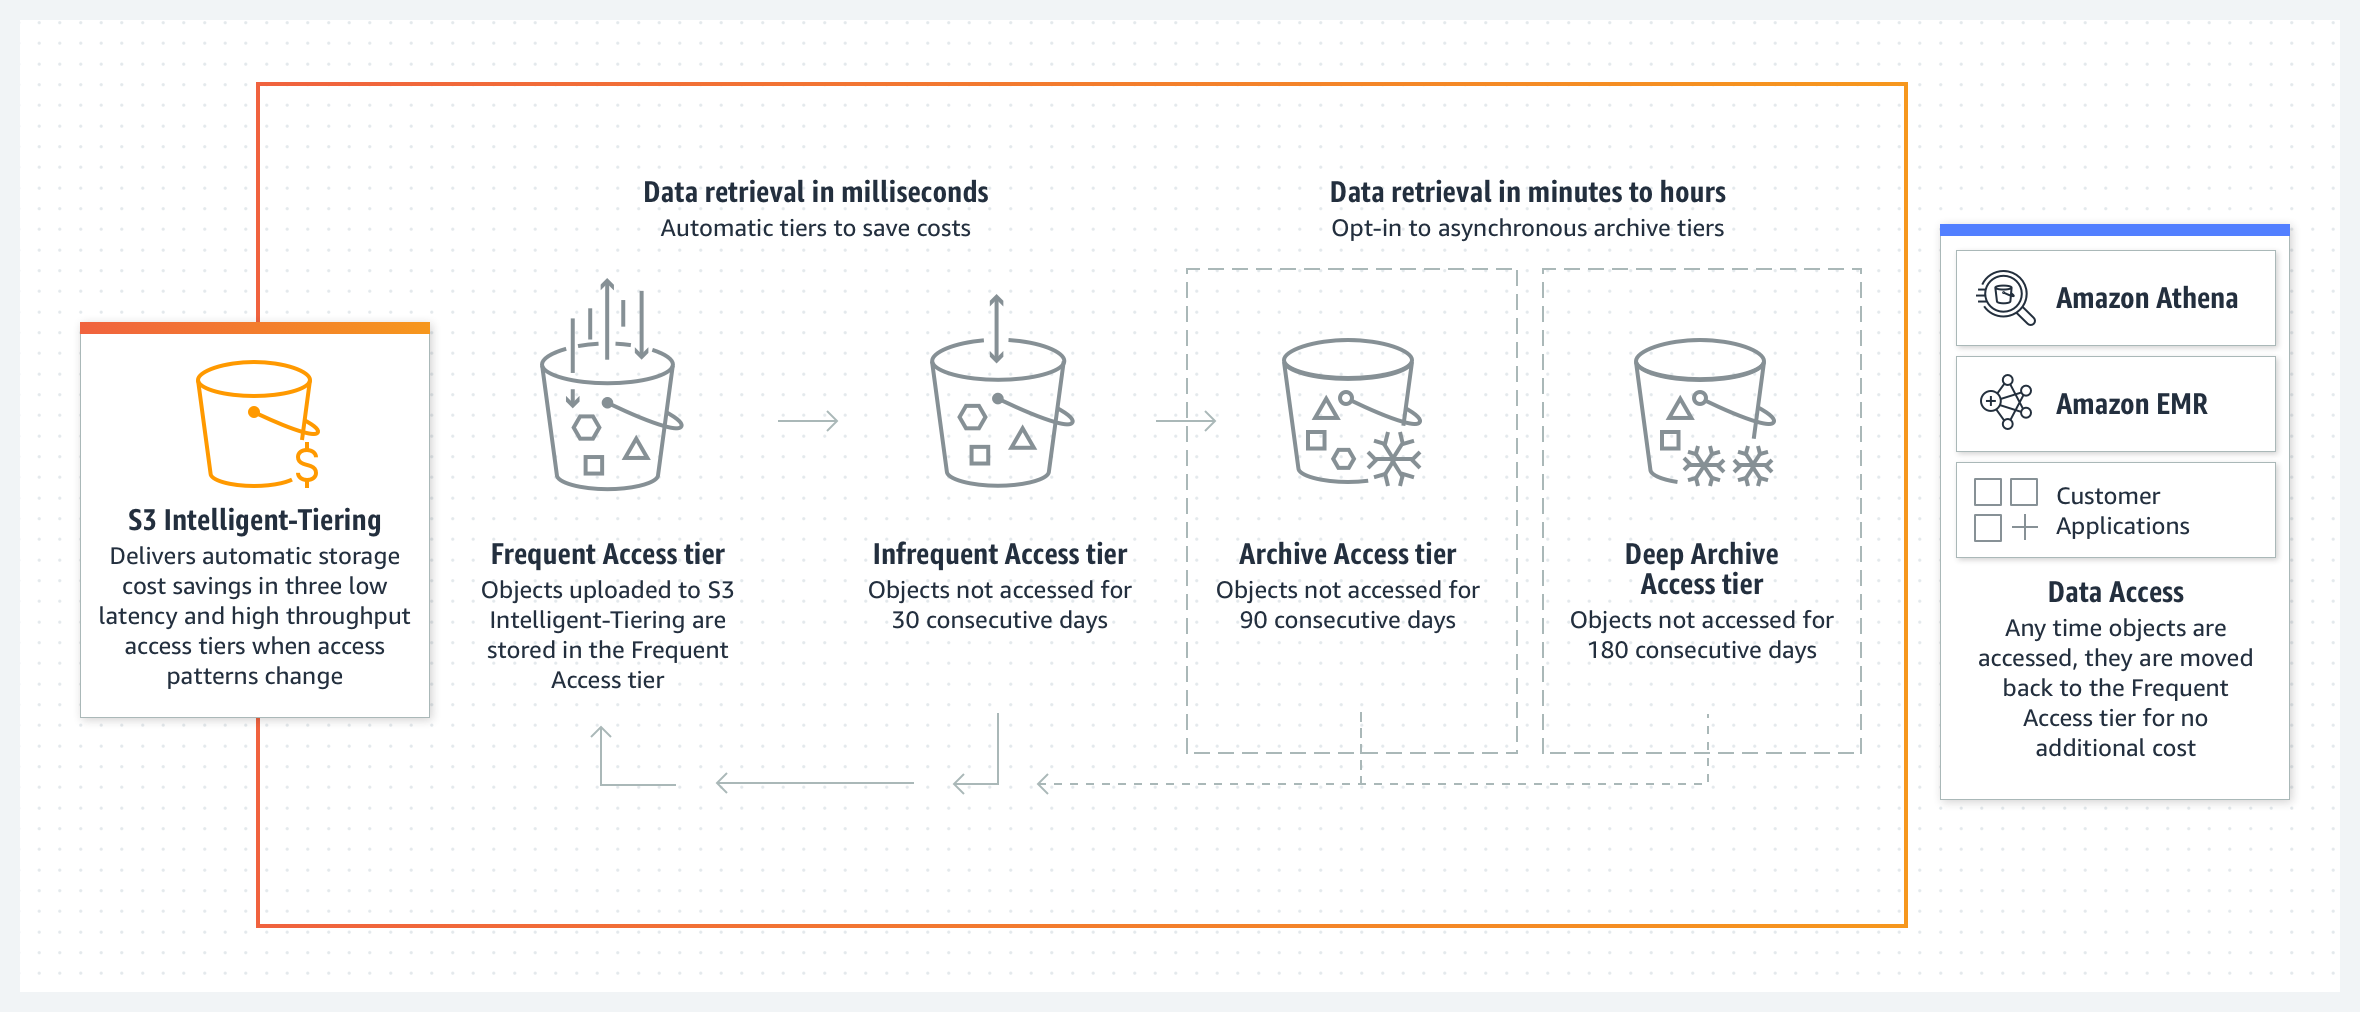 S3 Intelligent-Tiering
Delivers automatic storage
cost savings in three low
latency and high throughput
access tiers when access
patterns change
Data retrieval in milliseconds
Automatic tiers to save costs
Frequent Access tier
Objects uploaded to S3
Intelligent-Tiering are
stored in the Frequent
Access tier
Infrequent Access tier
Objects not accessed for
30 consecutive days
Data retrieval in minutes to hours
Opt-in to asynchronous archive tiers
Archive Access tier
Objects not accessed for
90 consecutive days
Deep Archive
Access tier
Objects not accessed for
180 consecutive days
Amazon Athena
Amazon EMR
Customer
Applications
Data Access
Any time objects are
accessed, they are moved
back to the Frequent
Access tier for no
additional cost